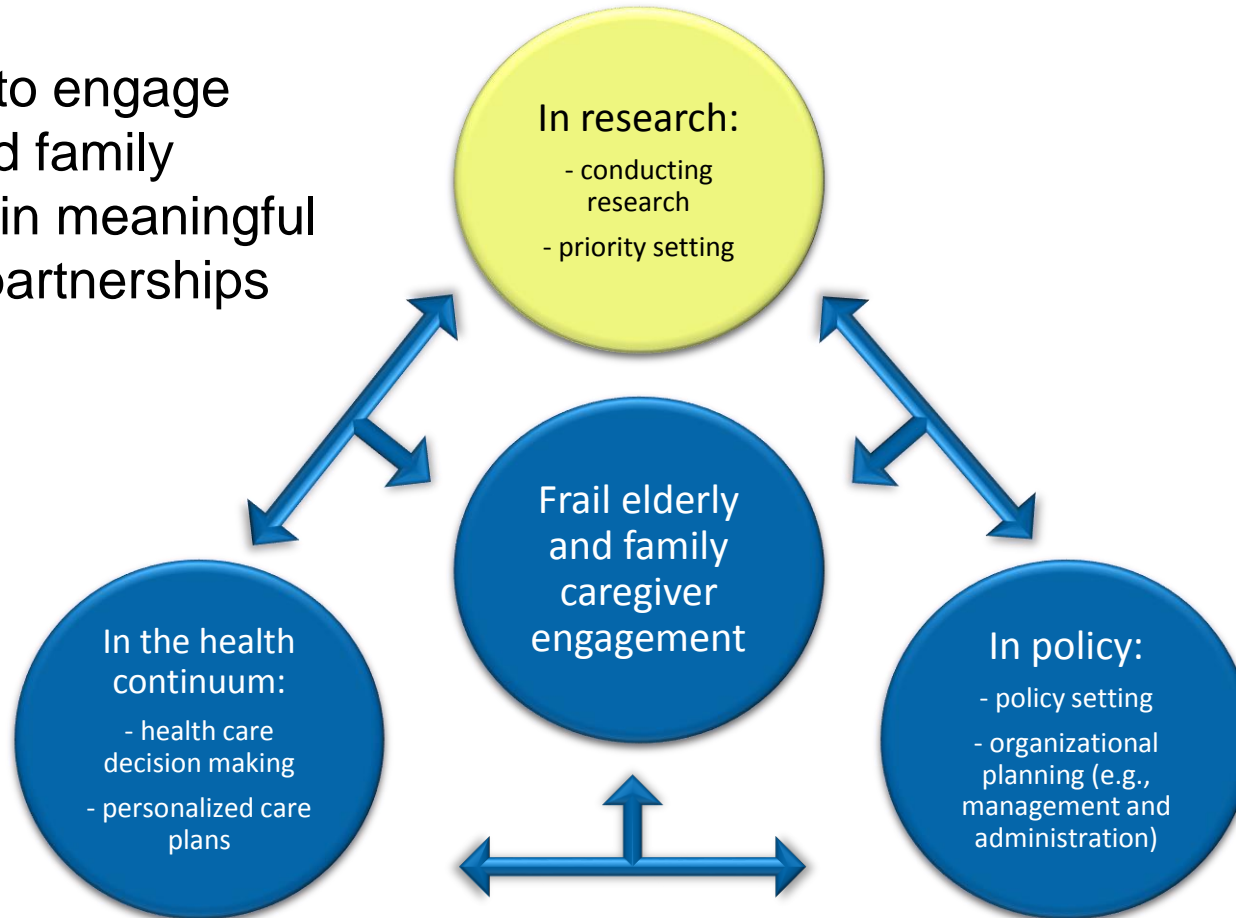 to engage
d family
in meaningful
partnerships
In research:
- conducting
research
- priority setting
Frail elderly
and family
caregiver
engagement
In the health
continuum:
- health care
decision making
- personalized care
plans
In policy:
- policy setting
- organizational
planning (e.g.,
management and
administration)